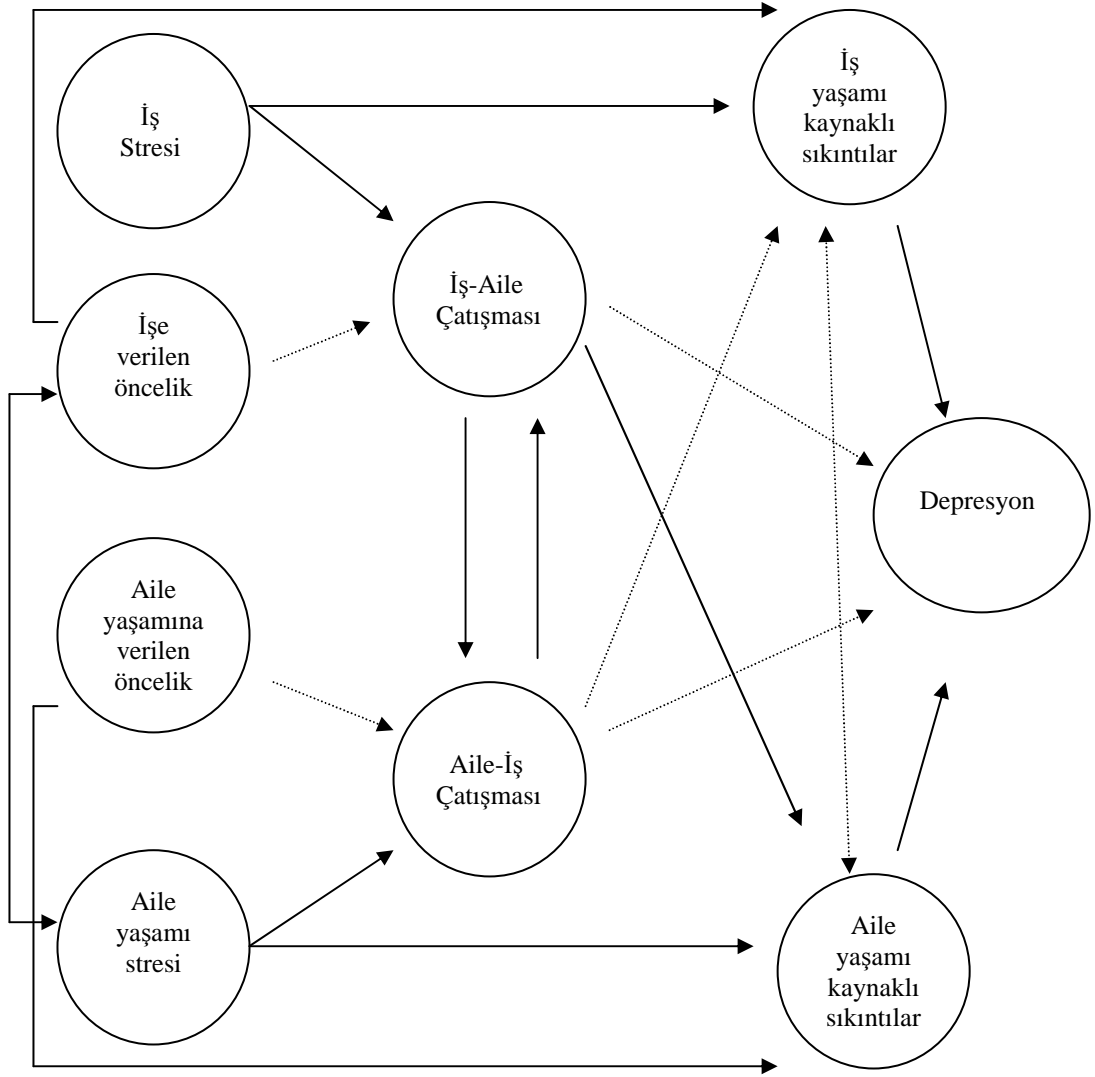 İş
Stresi
İş
yaşamı
kaynaklı
sıkıntılar
İşe
verilen
öncelik
İş-Aile
Çatışması
Depresyon
Aile
yaşamına
verilen
öncelik
Aile-İş
Çatışması
Aile
yaşamı
stresi
Aile
yaşamı
kaynaklı
sıkıntılar